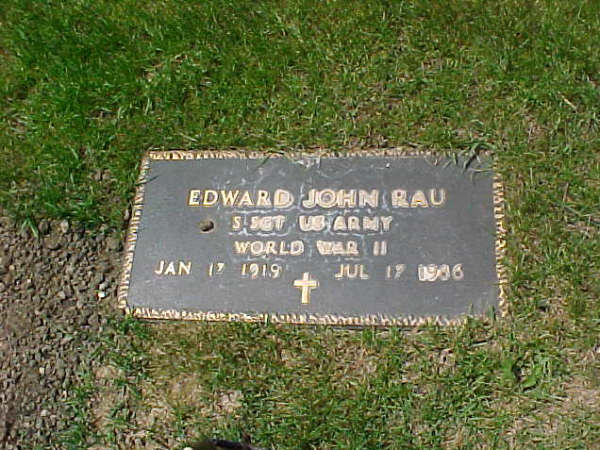 EDWARD JOHN RAU
S SGT US ARMY
WORLD WAR II
JAN 17 1919 JUL 17 1986